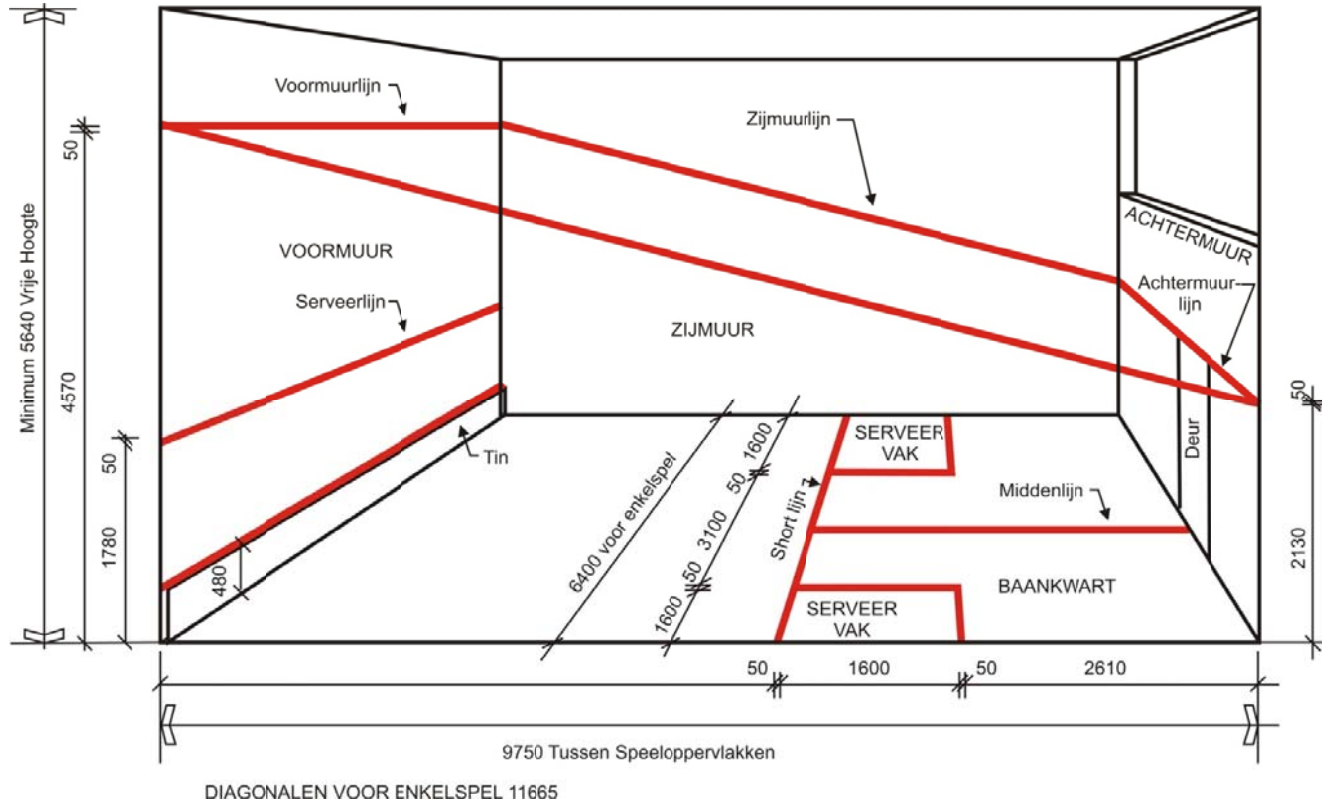 Voormuurlijn
Zijmuurlijn
50
Minimum 5640 Vrije Hoogte
4570
VOORMUUR
Serveerlijn
ZIJMUUR
ACHTERMUUR
Achtermuur-
lijn
50
50
1780
480
Tin
6400 voor enkelspel
1600
50
3100
50
1600
Short lijn
SERVEER
VAK
Middenlijn
Deur
2130
BAANKWART
SERVEER
VAK
50
1600
50
2610
9750 Tussen Speeloppervlakken
DIAGONALEN VOOR ENKELSPEL 11665